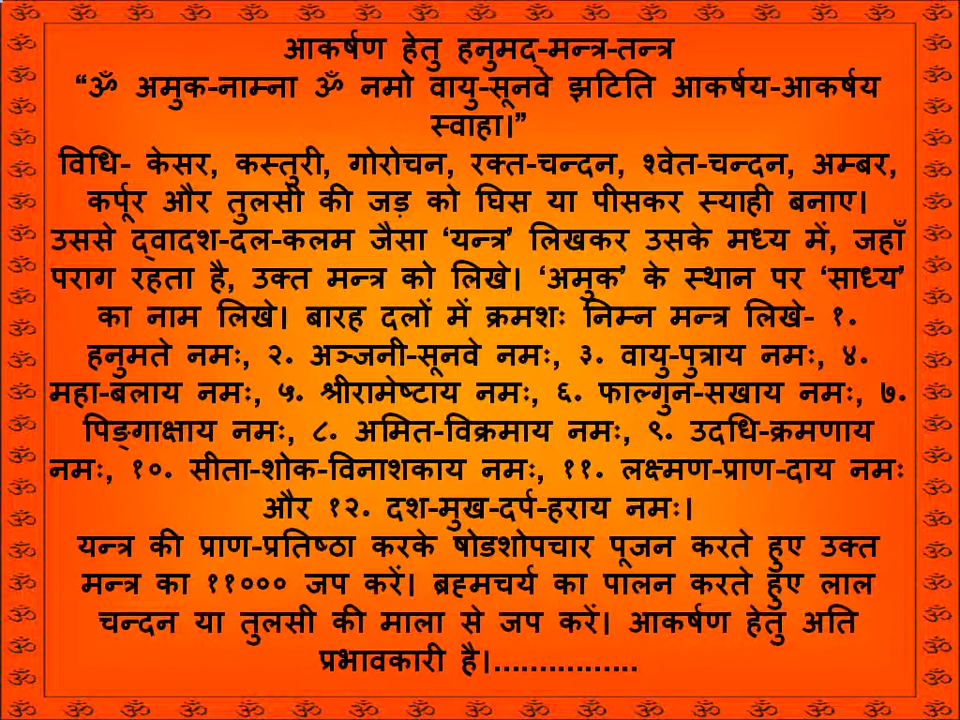 आकर्षण हेतु हनुमद्-मन्त्र-तन्त्र
“ॐ अमुक-नाम्ना ॐ नमो वायु-सूनवे झटिति आकर्षय-आकर्षय
स्वाहा।”
विधि- केसर, कस्तुरी, गोरोचन, रक्त-चन्दन, श्वेत-चन्दन, अम्बर,
कर्पूर और तुलसी की जड़ को घिस या पीसकर स्याही बनाए।
उससे द्वादश-दल-कलम जैसा ‘यन्त्र’ लिखकर उसके मध्य में, जहाँ
पराग रहता है, उक्त मन्त्र को लिखे। ‘अमुक’ के स्थान पर ‘साध्य’
का नाम लिखे। बारह दलों में क्रमशः निम्न मन्त्र लिखे- १॰
हनुमते नमः, २॰ अञ्जनी-सूनवे नमः, ३॰ वायु-पुत्राय नमः, ४॰
महा-बलाय नमः, ५॰ श्रीरामेष्टाय नमः, ६॰ फाल्गुन-सखाय नमः, ७॰
पिङ्गाक्षाय नमः, ८॰ अमित-विक्रमाय नमः, ९॰ उदधि-क्रमणाय
नमः, १०॰ सीता-शोक-विनाशकाय नमः, ११॰ लक्ष्मण-प्राण-दाय नमः
और १२॰ दश-मुख-दर्प-हराय नमः।
यन्त्र की प्राण-प्रतिष्ठा करके षोडशोपचार पूजन करते हुए उक्त
मन्त्र का ११००० जप करें। ब्रह्मचर्य का पालन करते हुए लाल
चन्दन या तुलसी की माला से जप करें। आकर्षण हेतु अति
प्रभावकारी है।................